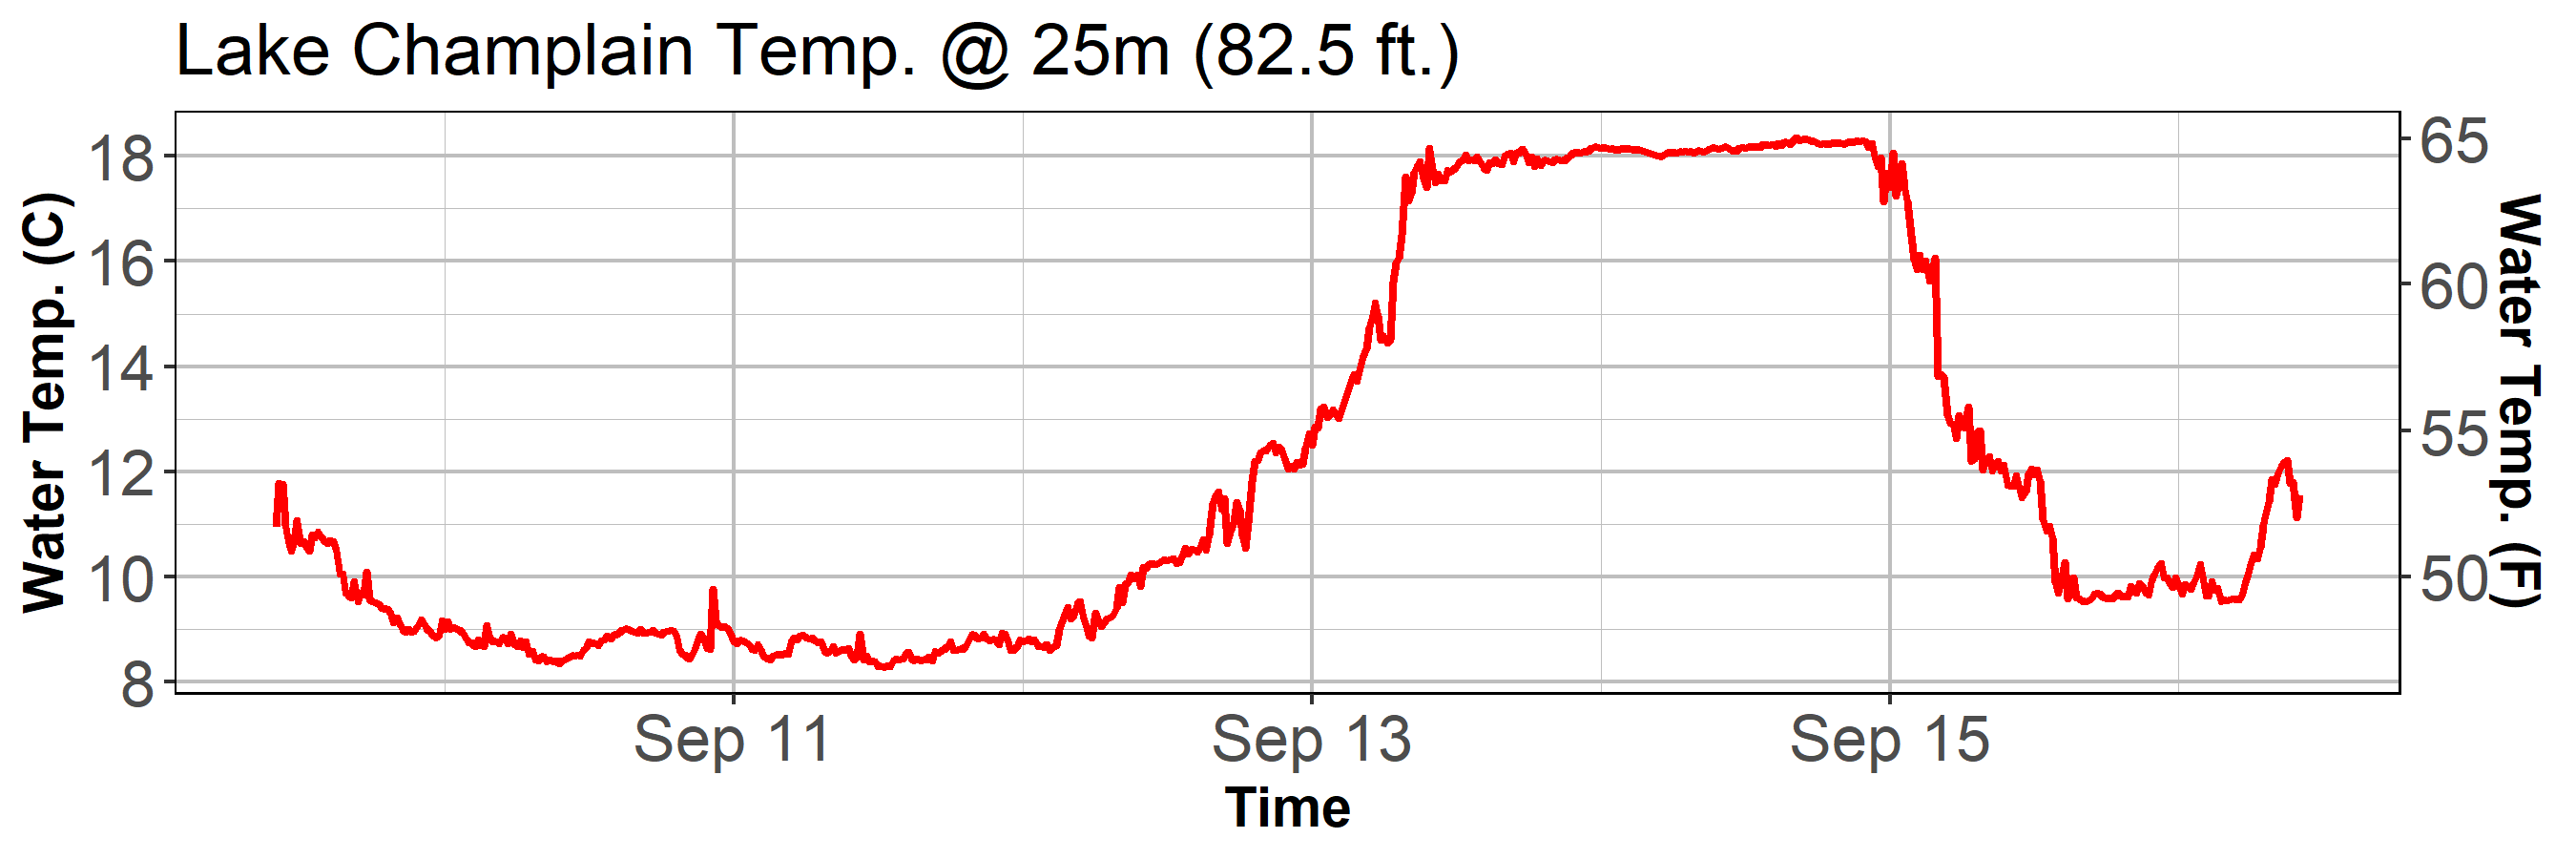 Lake Champlain Temp. @ 25m (82.5 ft.)
Water Temp. (C)
18
16
14
12
10
8
65
60
55
50
Water Temp. (F)
Sep 11
Sep 13
Sep 15
Time